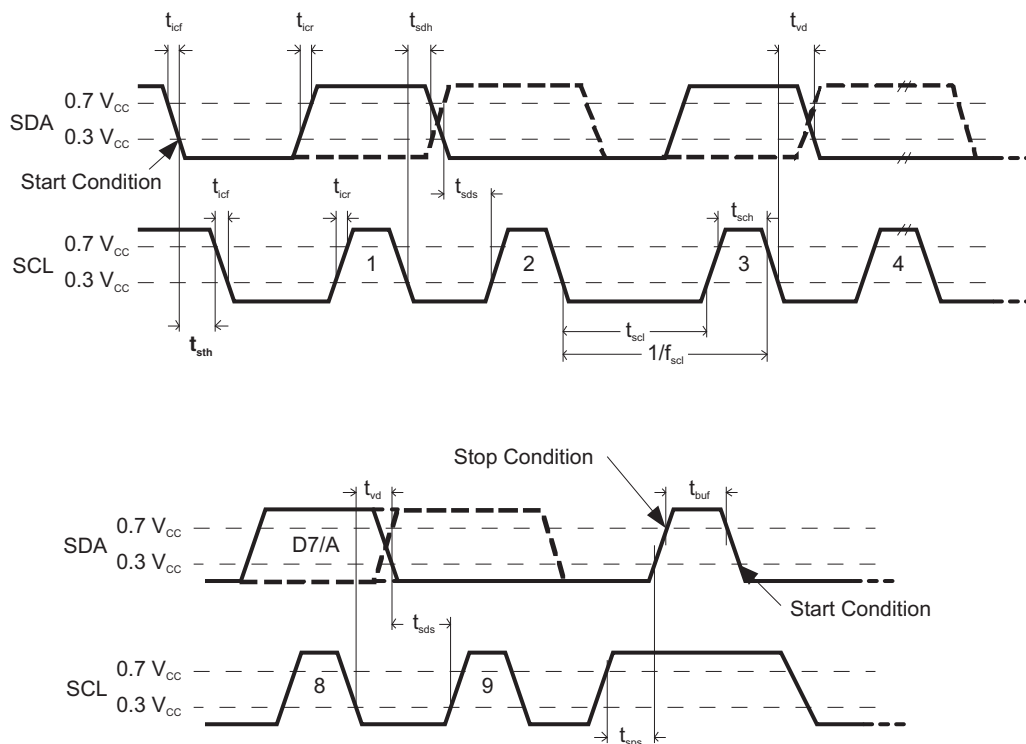 t_icf t_icr t_sdh t_vd
0.7 V_CC
SDA
0.3 V_CC
Start Condition
t_icf t_icr t_sds t_sch
0.7 V_CC
SCL 1 2 3 4
0.3 V_CC
t_sth
t_scl
1/f_scl
Stop Condition
t_vd t_buf
0.7 V_CC
SDA D7/A
0.3 V_CC
Start Condition
t_sds
0.7 V_CC
SCL 8 9
0.3 V_CC
t_sps